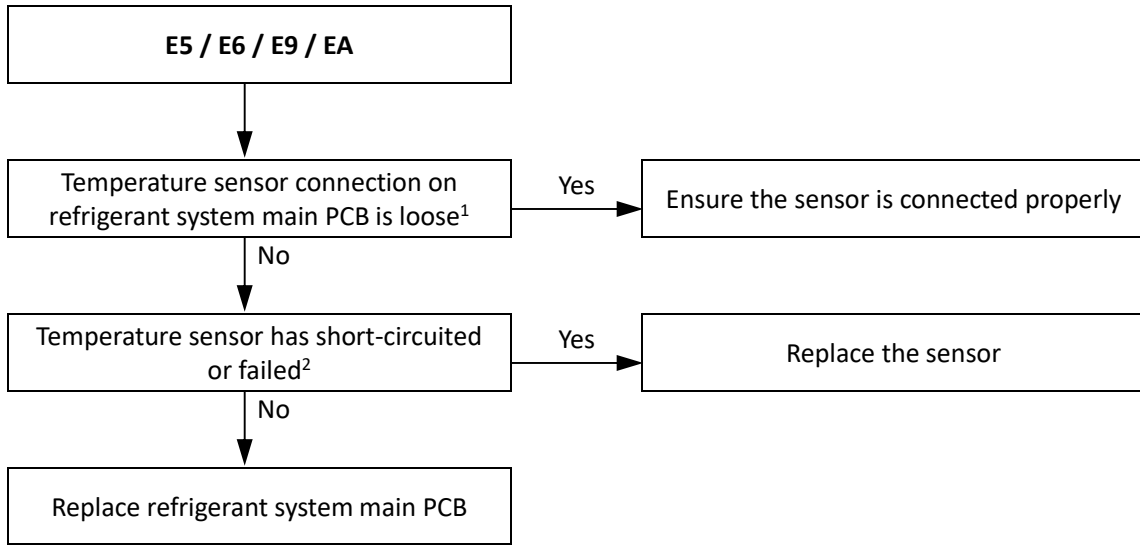 E5 / E6 / E9 / EA
Temperature sensor connection on
refrigerant system main PCB is loose¹
Yes
Ensure the sensor is connected properly
No
Temperature sensor has short-circuited
or failed²
Yes
Replace the sensor
No
Replace refrigerant system main PCB